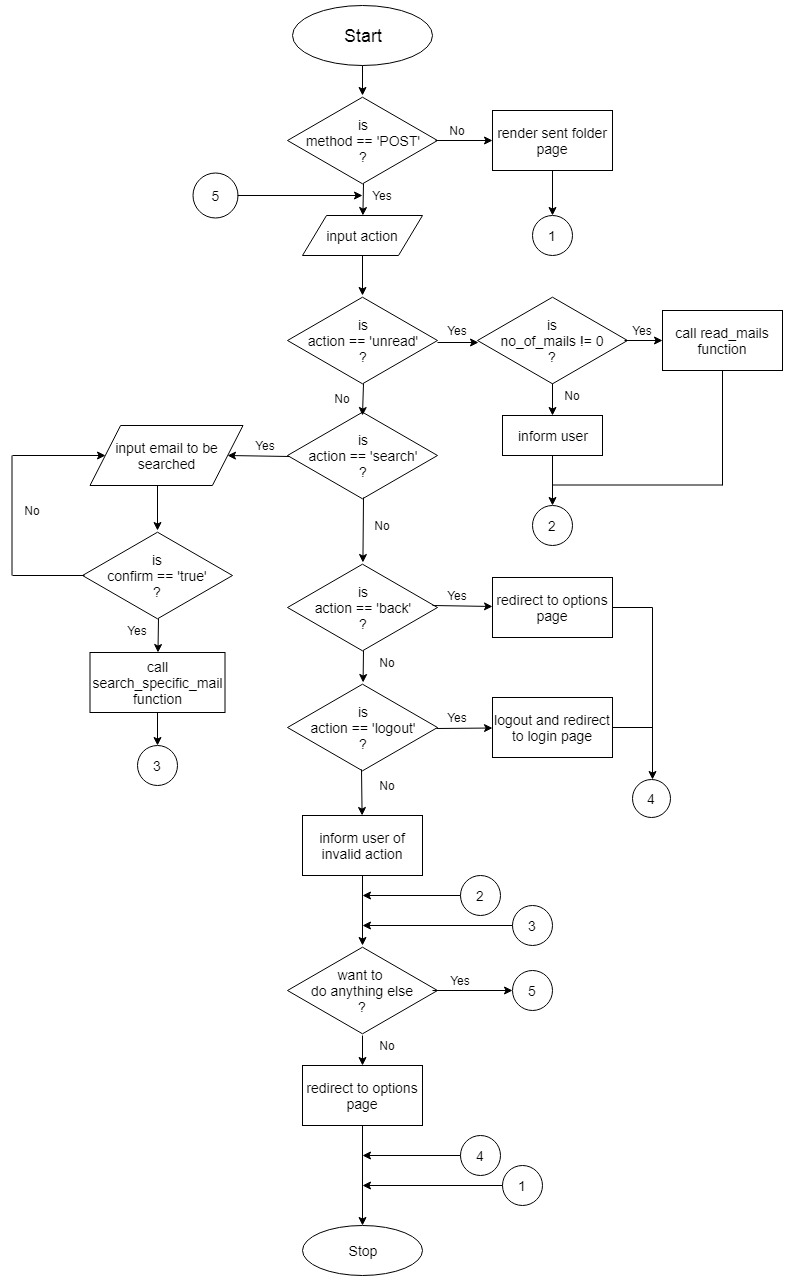 Start
is
method == 'POST'
?
No
render sent folder
page
5
Yes
input action
1
is
action == 'unread'
?
Yes
is
no_of_mails != 0
?
Yes
call read_mails
function
No
No
inform user
input email to be
searched
Yes
is
action == 'search'
?
No
2
No
is
confirm == 'true'
?
is
action == 'back'
?
Yes
redirect to options
page
Yes
No
call
search_specific_mail
function
is
action == 'logout'
?
Yes
logout and redirect
to login page
3
No
4
inform user of
invalid action
2
3
want to
do anything else
?
Yes
5
No
redirect to options
page
4
1
Stop